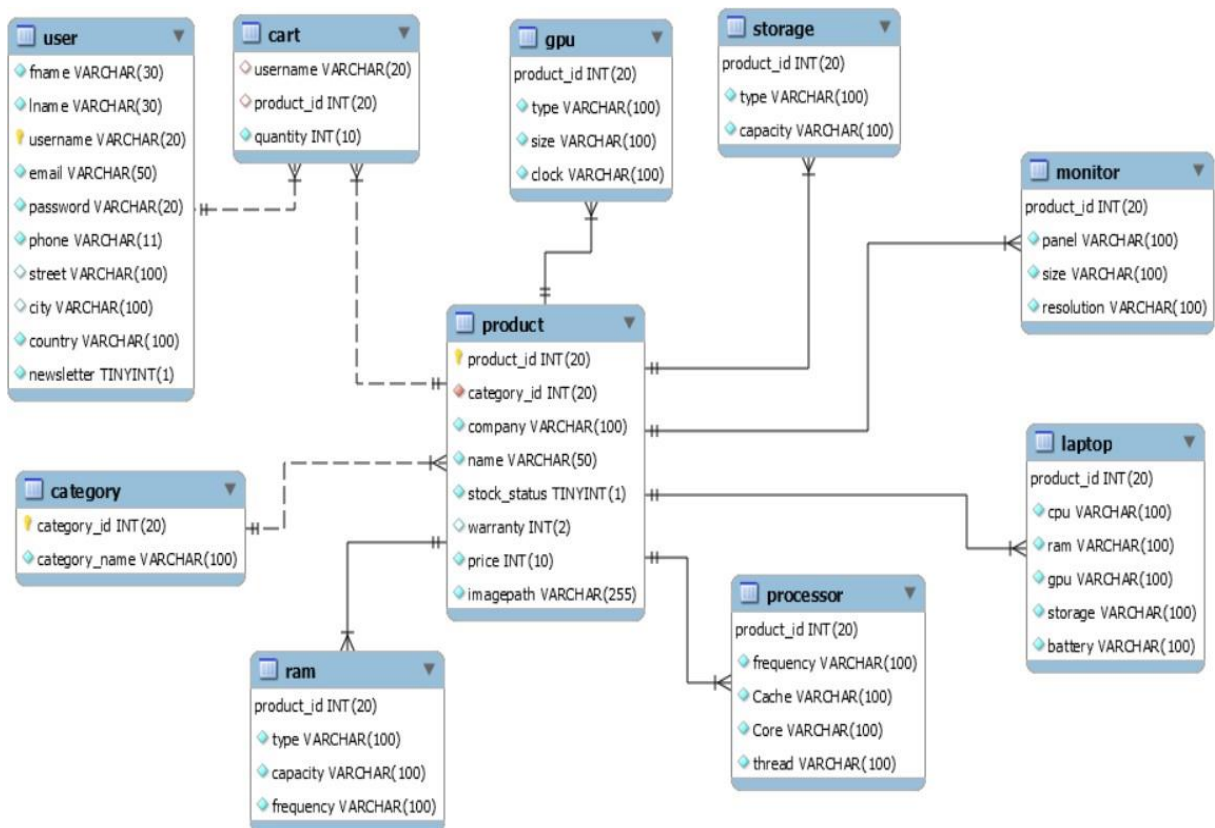 user
fname VARCHAR(30)
lname VARCHAR(30)
username VARCHAR(20)
email VARCHAR(50)
password VARCHAR(20)
phone VARCHAR(11)
street VARCHAR(100)
city VARCHAR(100)
country VARCHAR(100)
newsletter TINYINT(1)
cart
username VARCHAR(20)
product_id INT(20)
quantity INT(10)
gpu
product_id INT(20)
type VARCHAR(100)
size VARCHAR(100)
clock VARCHAR(100)
storage
product_id INT(20)
type VARCHAR(100)
capacity VARCHAR(100)
monitor
product_id INT(20)
panel VARCHAR(100)
size VARCHAR(100)
resolution VARCHAR(100)
product
product_id INT(20)
category_id INT(20)
company VARCHAR(100)
name VARCHAR(50)
stock_status TINYINT(1)
warranty INT(2)
price INT(10)
imagepath VARCHAR(255)
category
category_id INT(20)
category_name VARCHAR(100)
laptop
product_id INT(20)
cpu VARCHAR(100)
ram VARCHAR(100)
gpu VARCHAR(100)
storage VARCHAR(100)
battery VARCHAR(100)
processor
product_id INT(20)
frequency VARCHAR(100)
Cache VARCHAR(100)
Core VARCHAR(100)
thread VARCHAR(100)
ram
product_id INT(20)
type VARCHAR(100)
capacity VARCHAR(100)
frequency VARCHAR(100)